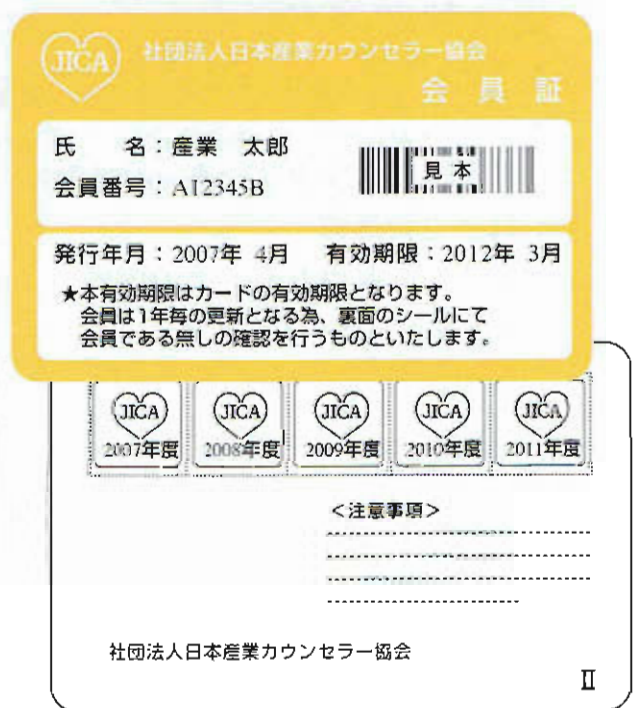 JICA 社団法人日本産業カウンセラー協会
会 員 証
氏　　名：産業　太郎
見 本
会員番号：A12345B
発行年月：2007年 4月　有効期限：2012年 3月
★本有効期限はカードの有効期限となります。
会員は1年毎の更新となる為、裏面のシールにて
会員である無しの確認を行うものといたします。
JICA JICA JICA JICA JICA
2007年度 2008年度 2009年度 2010年度 2011年度
＜注意事項＞
社団法人日本産業カウンセラー協会
II